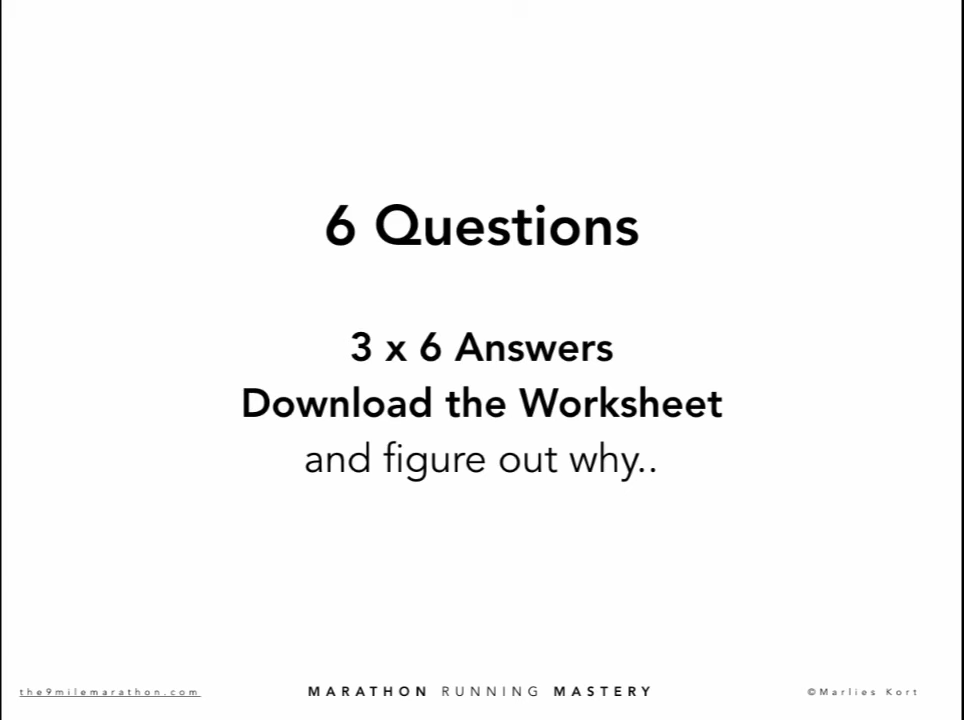 6 Questions
3 x 6 Answers
Download the Worksheet
and figure out why..
the9milemarathon.com MARATHON RUNNING MASTERY ©Marlies Kort